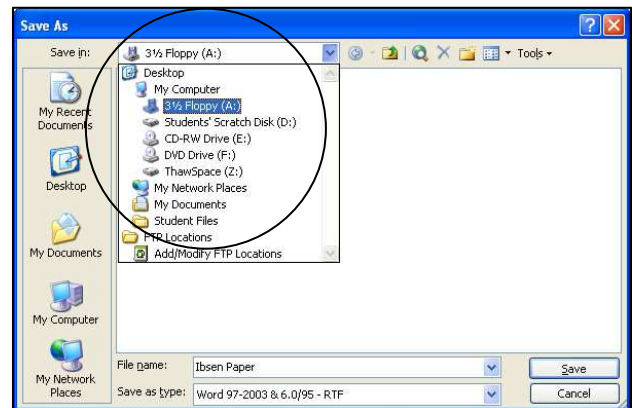 Save As
Save in:
3½ Floppy (A:)
Tools
Desktop
My Computer
3½ Floppy (A:)
Students' Scratch Disk (D:)
CD-RW Drive (E:)
DVD Drive (F:)
ThawSpace (Z:)
My Network Places
My Documents
Student Files
FTP Locations
Add/Modify FTP Locations
My Recent
Documents
Desktop
My Documents
My Computer
My Network
Places
File name:
Ibsen Paper
Save
Save as type:
Word 97-2003 & 6.0/95 - RTF
Cancel